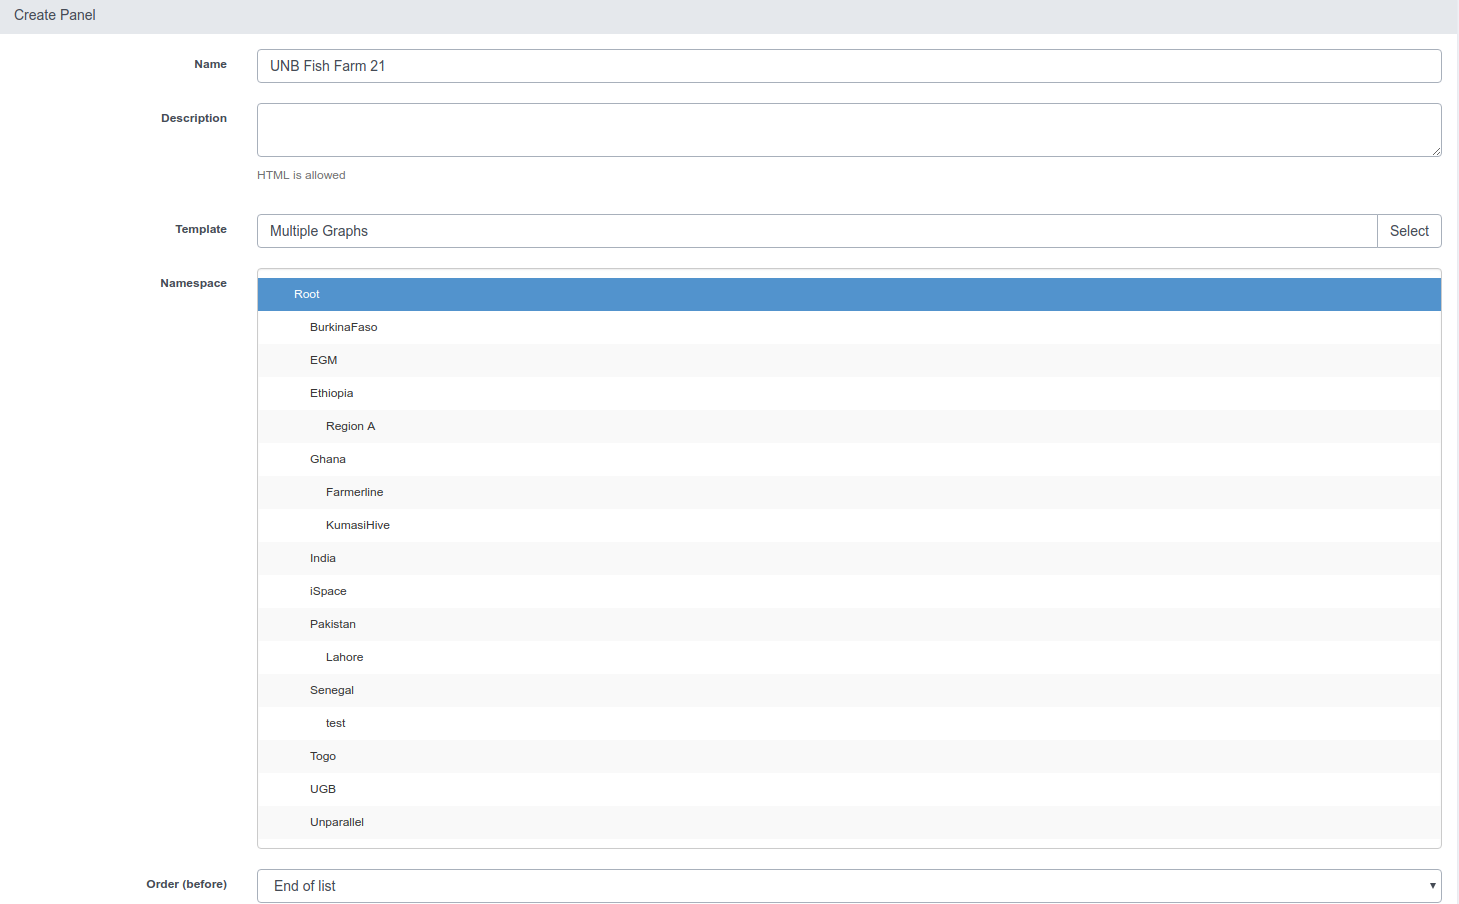 Create Panel
Name
UNB Fish Farm 21
Description
HTML is allowed
Template
Multiple Graphs
Select
Namespace
Root
BurkinaFaso
EGM
Ethiopia
Region A
Ghana
Farmerline
KumasiHive
India
iSpace
Pakistan
Lahore
Senegal
test
Togo
UGB
Unparallel
Order (before)
End of list